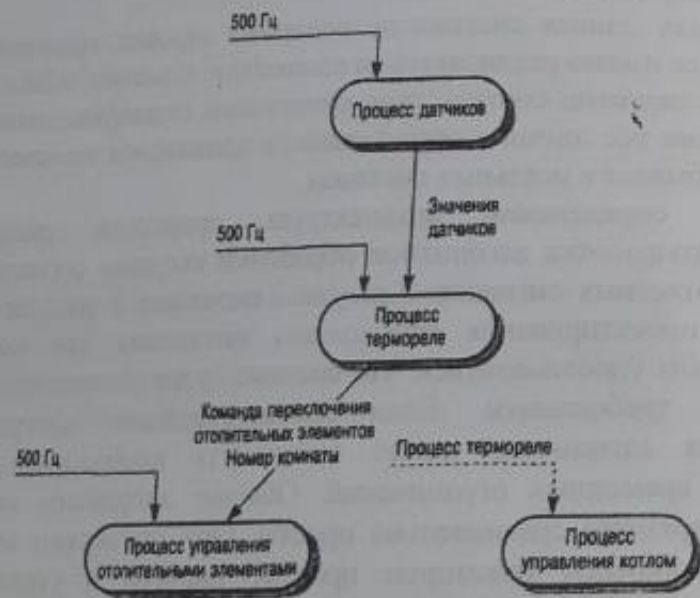 500 Гц
Процесс датчиков
Значения
датчиков
500 Гц
Процесс
термореле
Команда переслючения
отопительных элементов
Номер комнаты
500 Гц
Процесс термореле
Процесс управления
отопительными элементами
Процесс
управления котлом